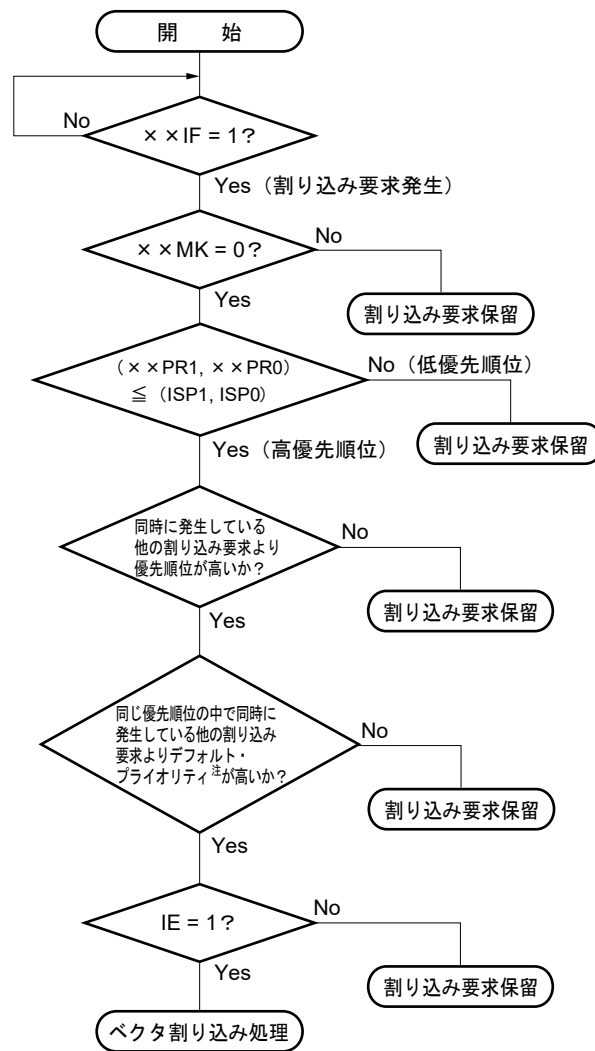 開　　始
No
××IF = 1?
Yes（割り込み要求発生）
No
××MK = 0?
Yes
割り込み要求保留
（××PR1, ××PR0）
≦（ISP1, ISP0）
No（低優先順位）
割り込み要求保留
Yes（高優先順位）
同時に発生している
他の割り込み要求より
優先順位が高いか？
No
割り込み要求保留
Yes
同じ優先順位の中で同時に
発生している他の割り込み
要求よりデフォルト・
プライオリティ注が高いか？
No
割り込み要求保留
Yes
IE = 1?
No
割り込み要求保留
Yes
ベクタ割り込み処理